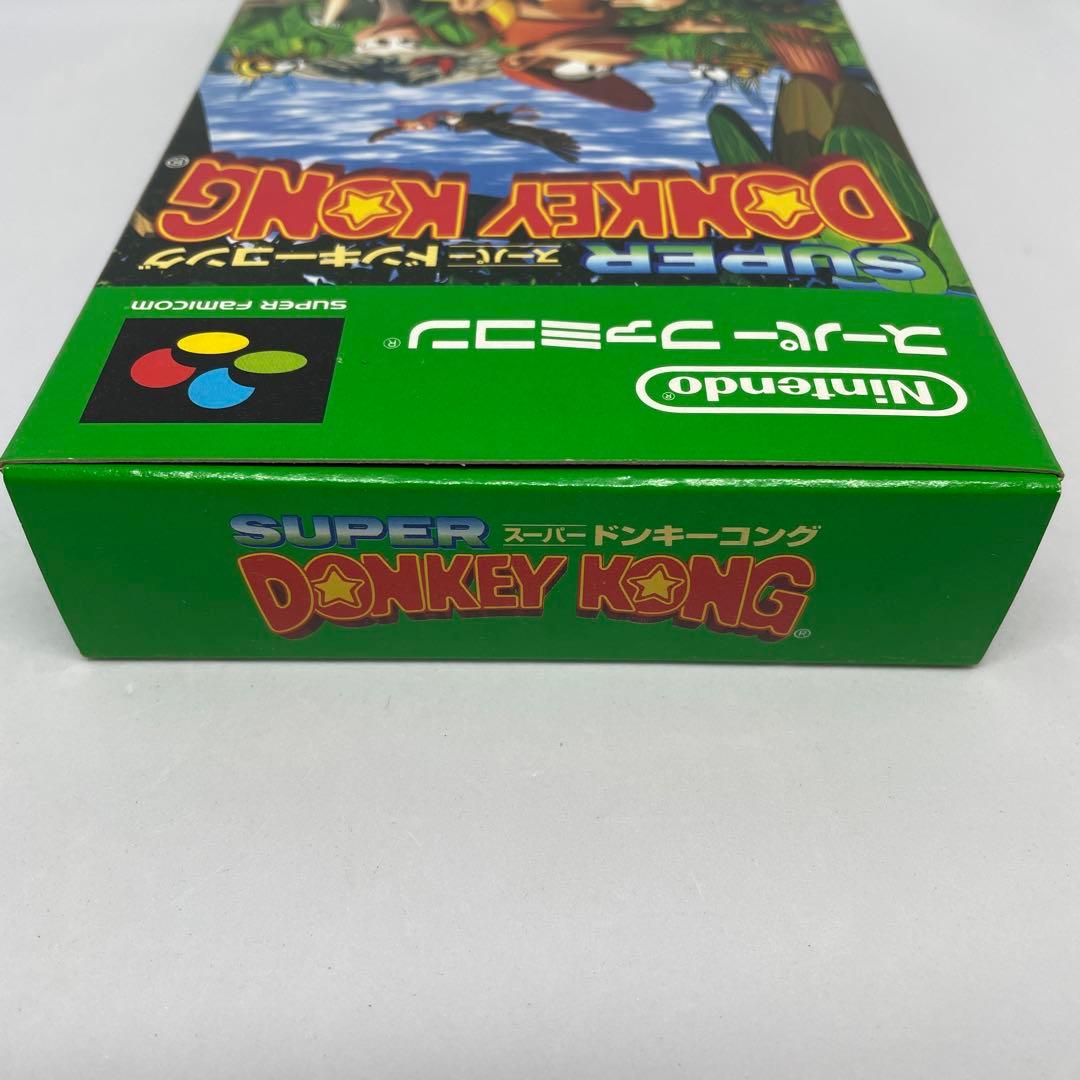 DONKEY KONG®
SUPER スーパードンキーコング
SUPER FAMICOM™
スーパーファミコン®
Nintendo®
SUPER スーパードンキーコング
DONKEY KONG®